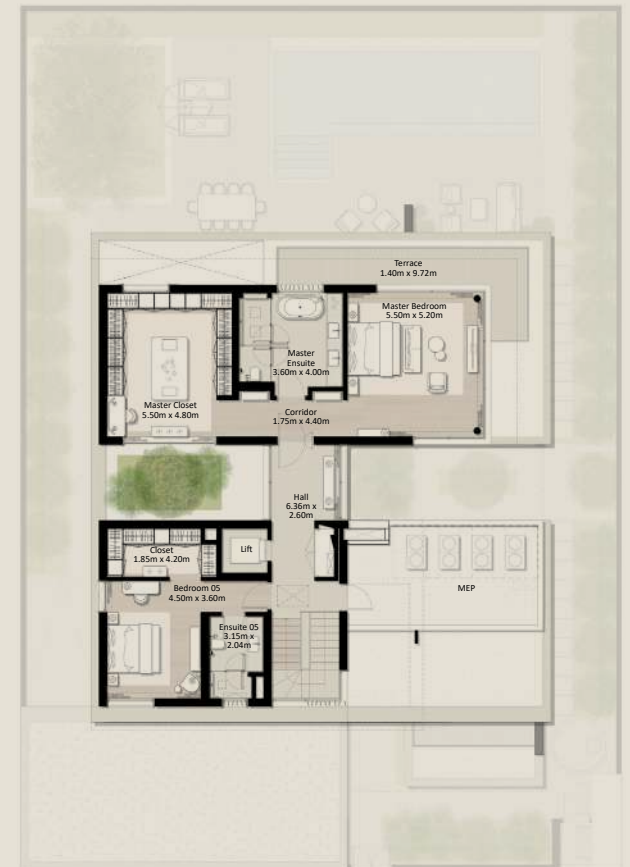 Terrace
1.40m x 9.72m
Master Bedroom
5.50m x 5.20m
Master
Ensuite
3.60m x 4.00m
Master Closet
5.50m x 4.80m
Corridor
1.75m x 4.40m
Hall
6.36m x
2.60m
Closet
1.85m x 4.20m
Lift
Bedroom 05
4.50m x 3.60m
MEP
Ensuite 05
3.15m x
2.04m